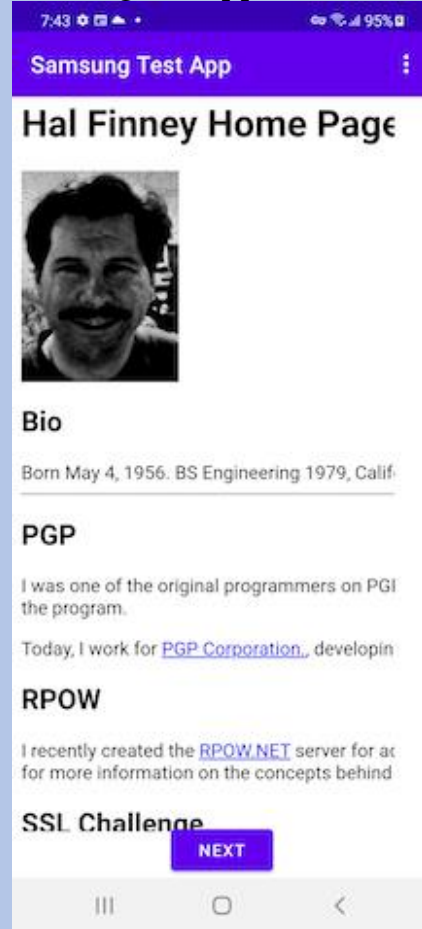 7:43
95%
Samsung Test App
Hal Finney Home Page
Bio
Born May 4, 1956. BS Engineering 1979, Calif
PGP
I was one of the original programmers on PGI
the program.
Today, I work for PGP Corporation., developin
RPOW
I recently created the RPOW.NET server for ac
for more information on the concepts behind
SSL Challenge
NEXT